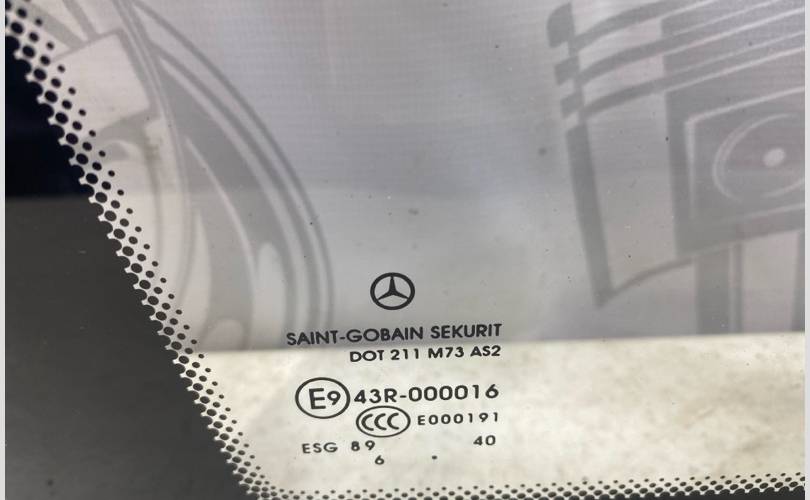 SAINT-GOBAIN SEKURIT
DOT 211 M73 AS2
E9 43R-000016
CCC E000191
ESG 89 40
6 .